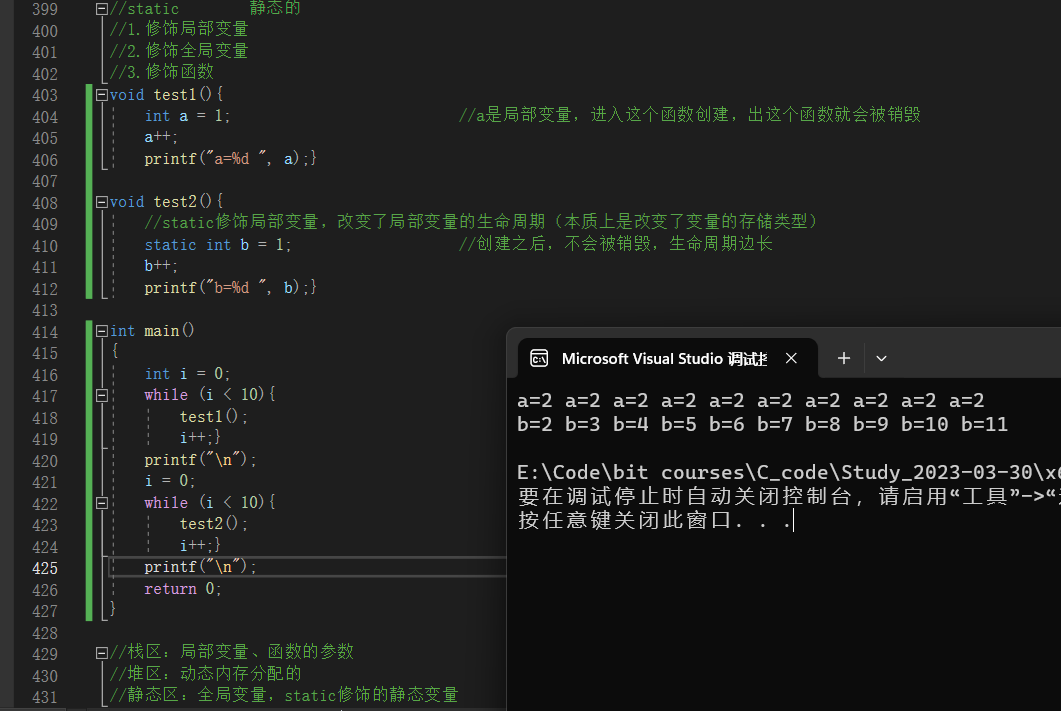 399 //static 静态的
400 //1.修饰局部变量
401 //2.修饰全局变量
402 //3.修饰函数
403 void test1(){
404 int a = 1; //a是局部变量，进入这个函数创建，出这个函数就会被销毁
405 a++;
406 printf("a=%d ", a);}
407
408 void test2(){
409 //static修饰局部变量，改变了局部变量的生命周期（本质上是改变了变量的存储类型）
410 static int b = 1; //创建之后，不会被销毁，生命周期边长
411 b++;
412 printf("b=%d ", b);}
413
414 int main()
415 {
416 int i = 0;
417 while (i < 10){
418 test1();
419 i++;}
420 printf("\n");
421 i = 0;
422 while (i < 10){
423 test2();
424 i++;}
425 printf("\n");
426 return 0;
427 }
428
429 //栈区：局部变量、函数的参数
430 //堆区：动态内存分配的
431 //静态区：全局变量，static修饰的静态变量
Microsoft Visual Studio 调试
a=2 a=2 a=2 a=2 a=2 a=2 a=2 a=2 a=2 a=2
b=2 b=3 b=4 b=5 b=6 b=7 b=8 b=9 b=10 b=11
E:\Code\bit courses\C_code\Study_2023-03-30\x6
要在调试停止时自动关闭控制台，请启用“工具”->“
按任意键关闭此窗口. . .